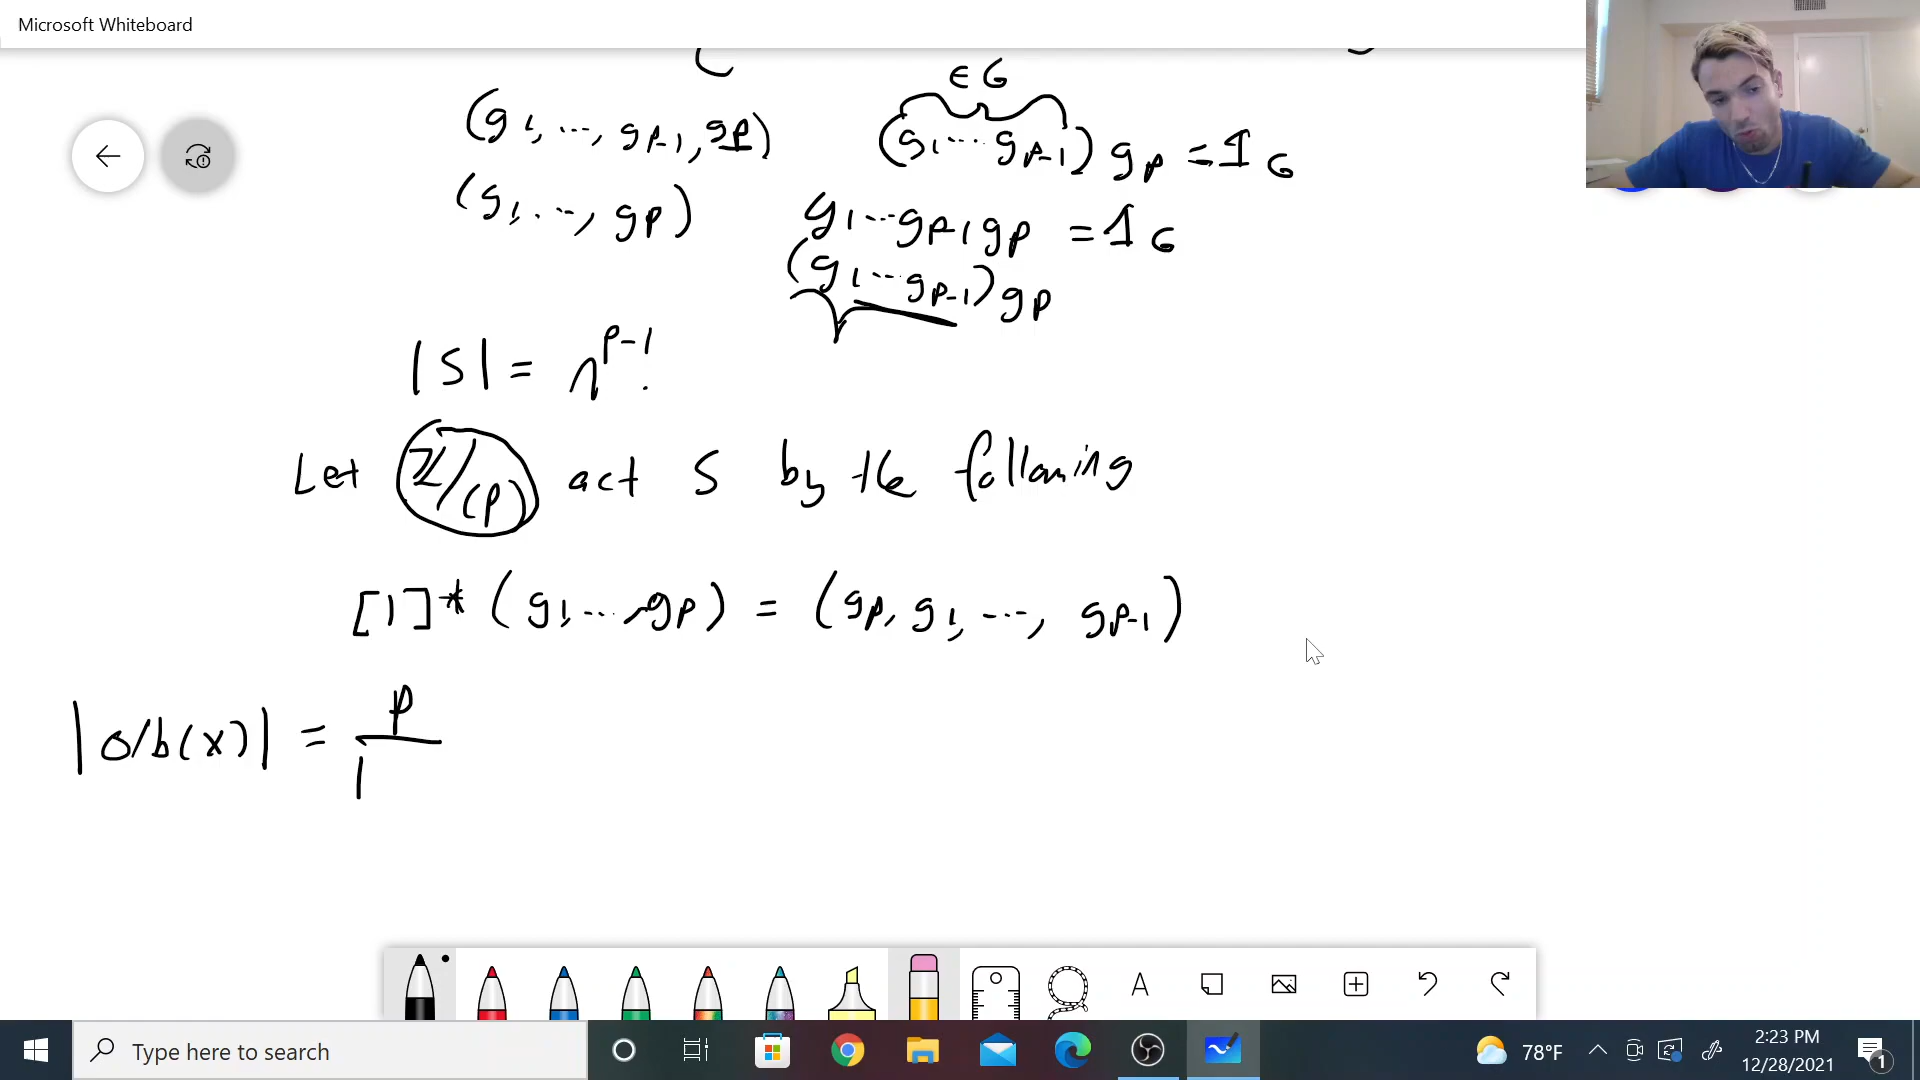 Microsoft Whiteboard
∈ G
(g1, ..., gp-1, gp) (g1 ... gp-1) gp = 1G
(g1, ..., gp) g1 ... gp-1 gp = 1G
(g1 ... gp-1) gp
|S| = n^p-1.
Let Z/(p) act S by the following
[1] * (g1, ..., gp) = (gp, g1, ..., gp-1)
|orb(x)| = p/|
A
Type here to search
78°F
2:23 PM
12/28/2021
1